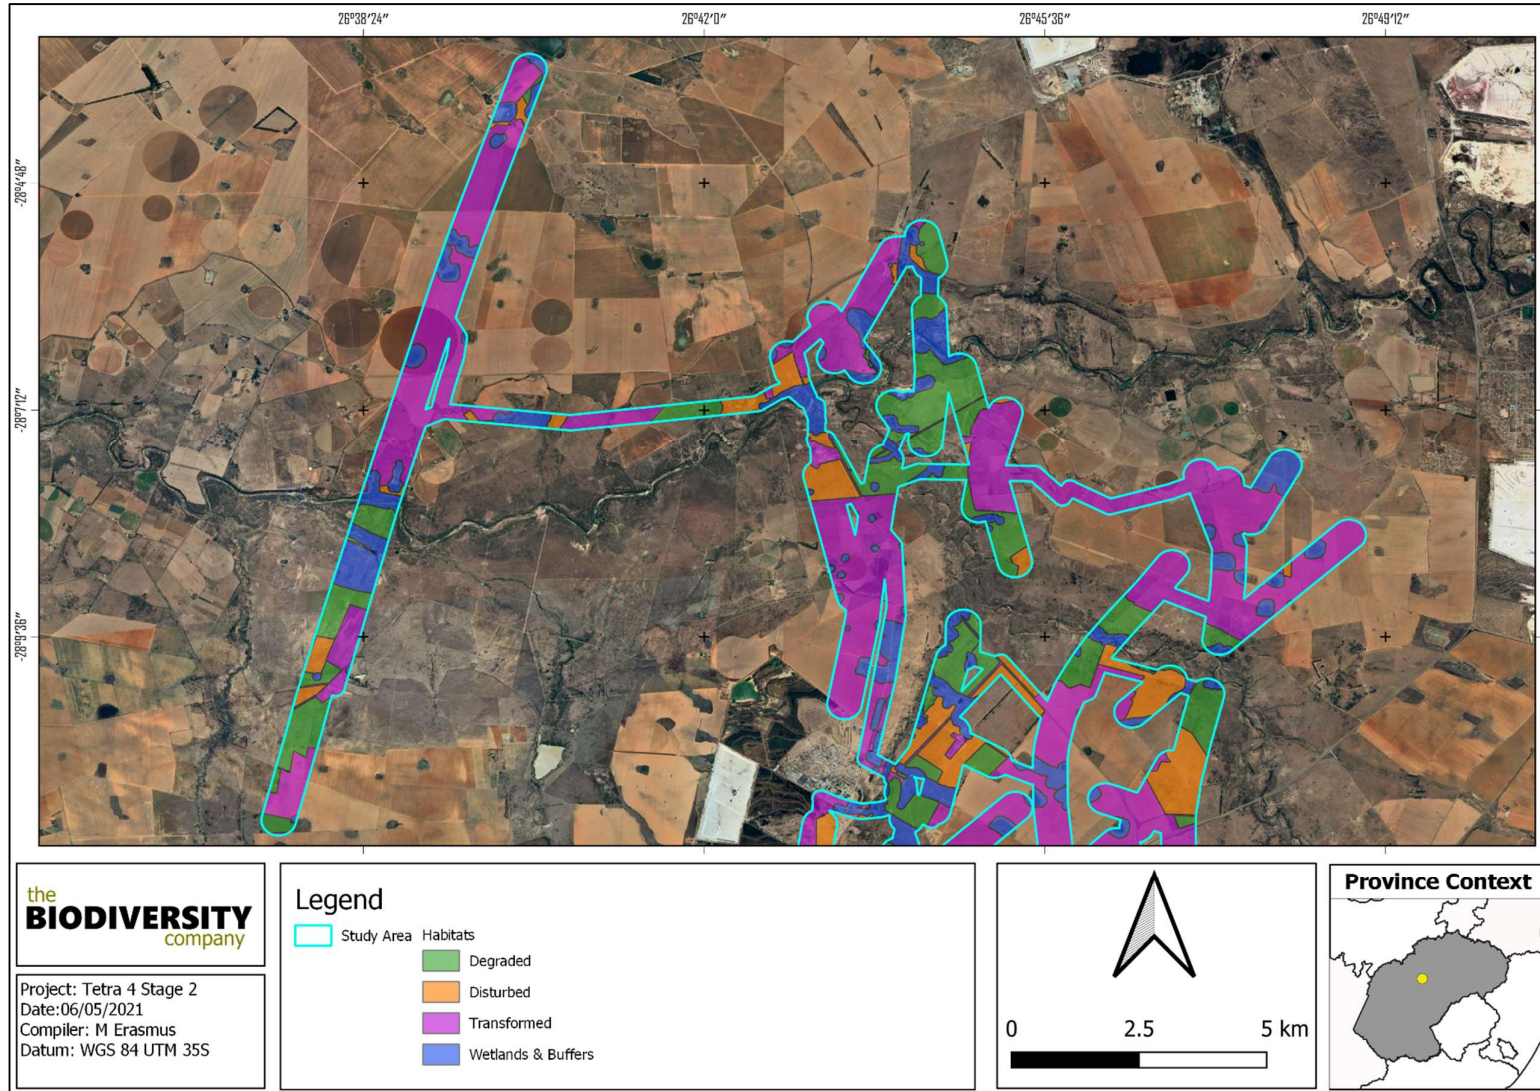 26°38'24" 26°42'0" 26°45'36" 26°49'12"
-28°4'48"
-28°7'12"
-28°9'36"
the
BIODIVERSITY
company
Project: Tetra 4 Stage 2
Date:06/05/2021
Compiler: M Erasmus
Datum: WGS 84 UTM 35S
Legend
Study Area Habitats
Degraded
Disturbed
Transformed
Wetlands & Buffers
0 2.5 5 km
Province Context